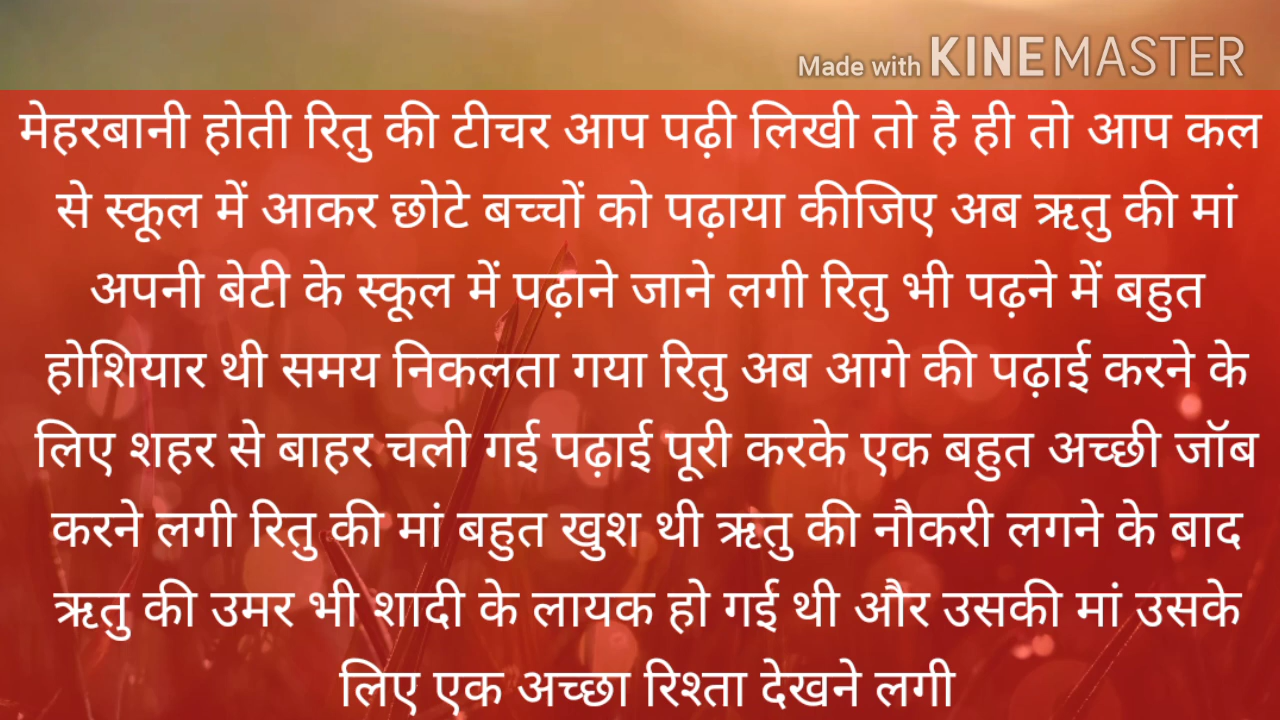 Made with KINEMASTER
मेहरबानी होती रितु की टीचर आप पढ़ी लिखी तो है ही तो आप कल
से स्कूल में आकर छोटे बच्चों को पढ़ाया कीजिए अब ऋतु की मां
अपनी बेटी के स्कूल में पढ़ाने जाने लगी रितु भी पढ़ने में बहुत
होशियार थी समय निकलता गया रितु अब आगे की पढ़ाई करने के
लिए शहर से बाहर चली गई पढ़ाई पूरी करके एक बहुत अच्छी जॉब
करने लगी रितु की मां बहुत खुश थी ऋतु की नौकरी लगने के बाद
ऋतु की उमर भी शादी के लायक हो गई थी और उसकी मां उसके
लिए एक अच्छा रिश्ता देखने लगी